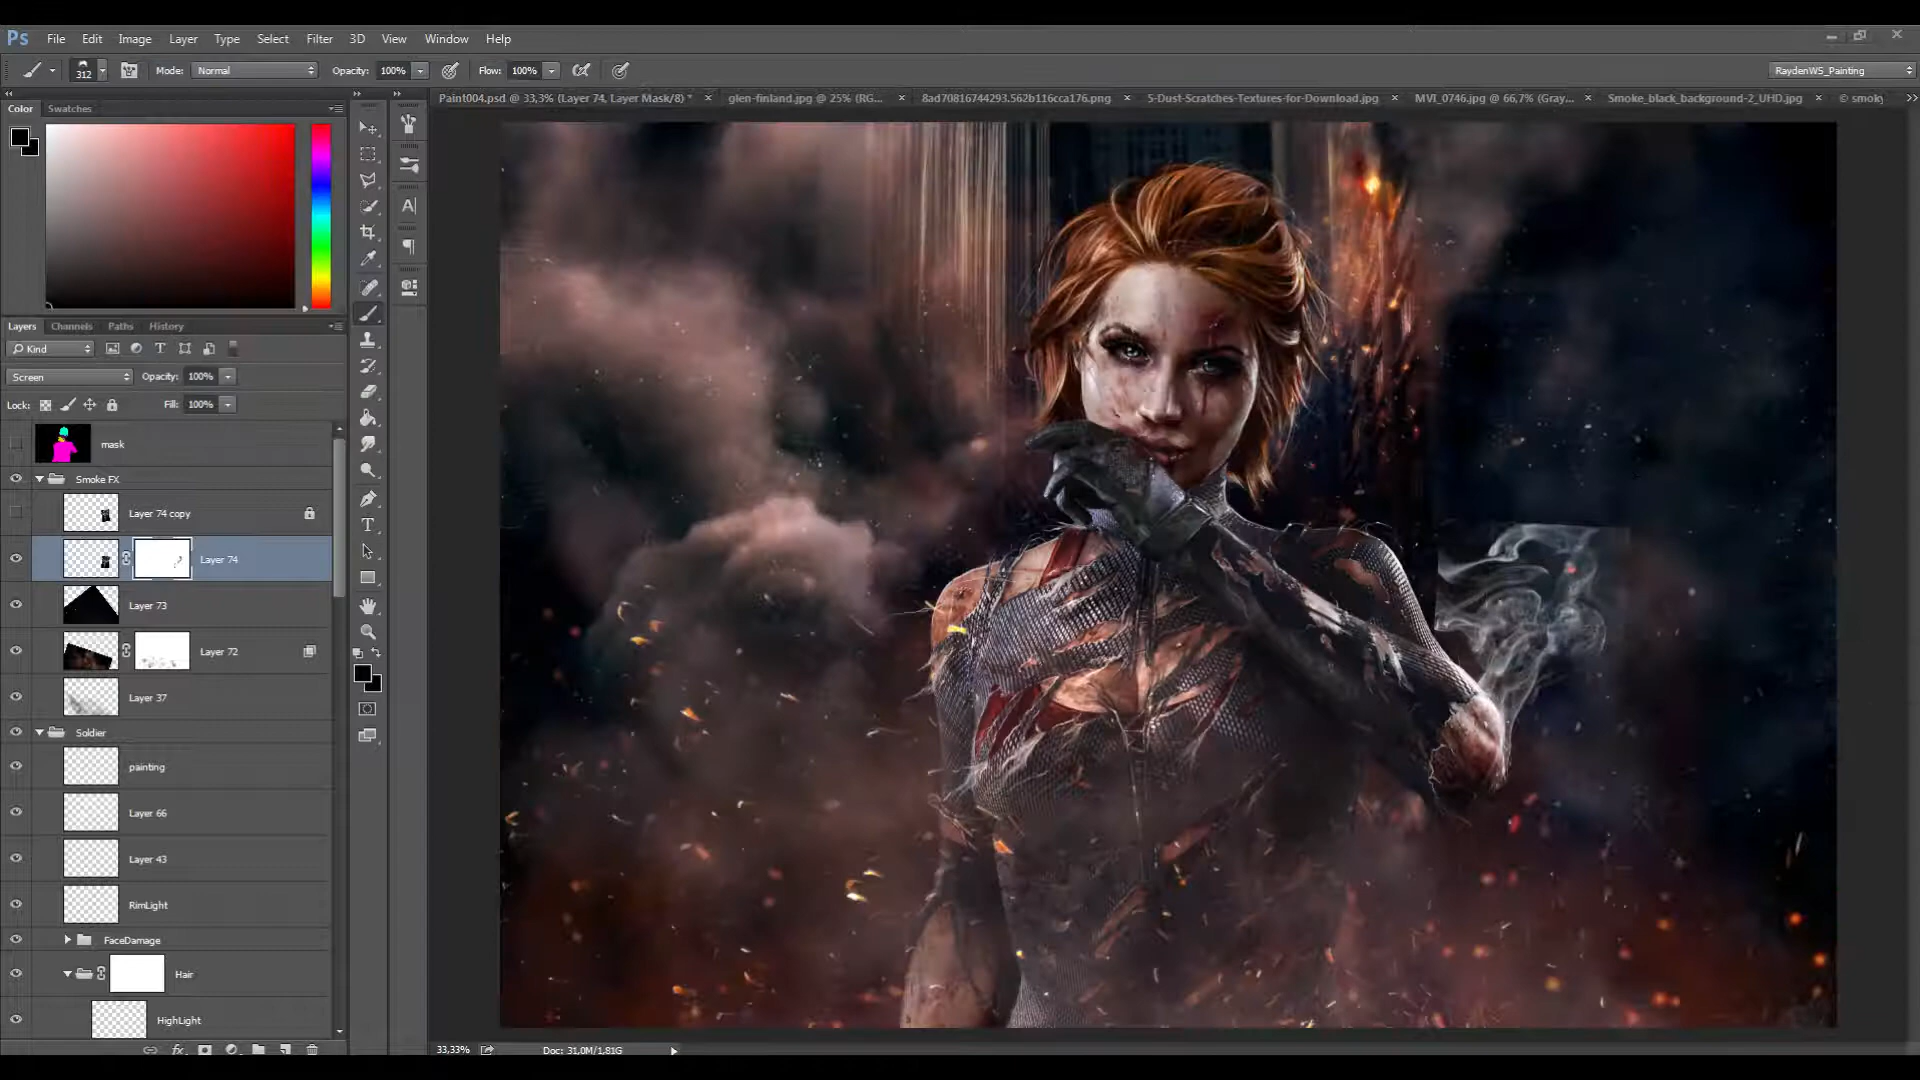 Ps File Edit Image Layer Type Select Filter 3D View Window Help
312 Mode: Normal Opacity: 100% Flow: 100% RaydenWS_Painting
Color Swatches
Paint004.psd @ 33,3% (Layer 74, Layer Mask/8) * glen-finland.jpg @ 25% (RG... 8ad70816744293.562b116cca176.png 5-Dust-Scratches-Textures-for-Download.jpg MVI_0746.jpg @ 66,7% (Gray... Smoke_black_background-2_UHD.jpg © smoky
Layers Channels Paths History
Kind
Screen Opacity: 100%
Lock: Fill: 100%
mask
Smoke FX
Layer 74 copy
Layer 74
Layer 73
Layer 72
Layer 37
Soldier
painting
Layer 66
Layer 43
RimLight
FaceDamage
Hair
HighLight
33,33% Doc: 31,0M/1,81G